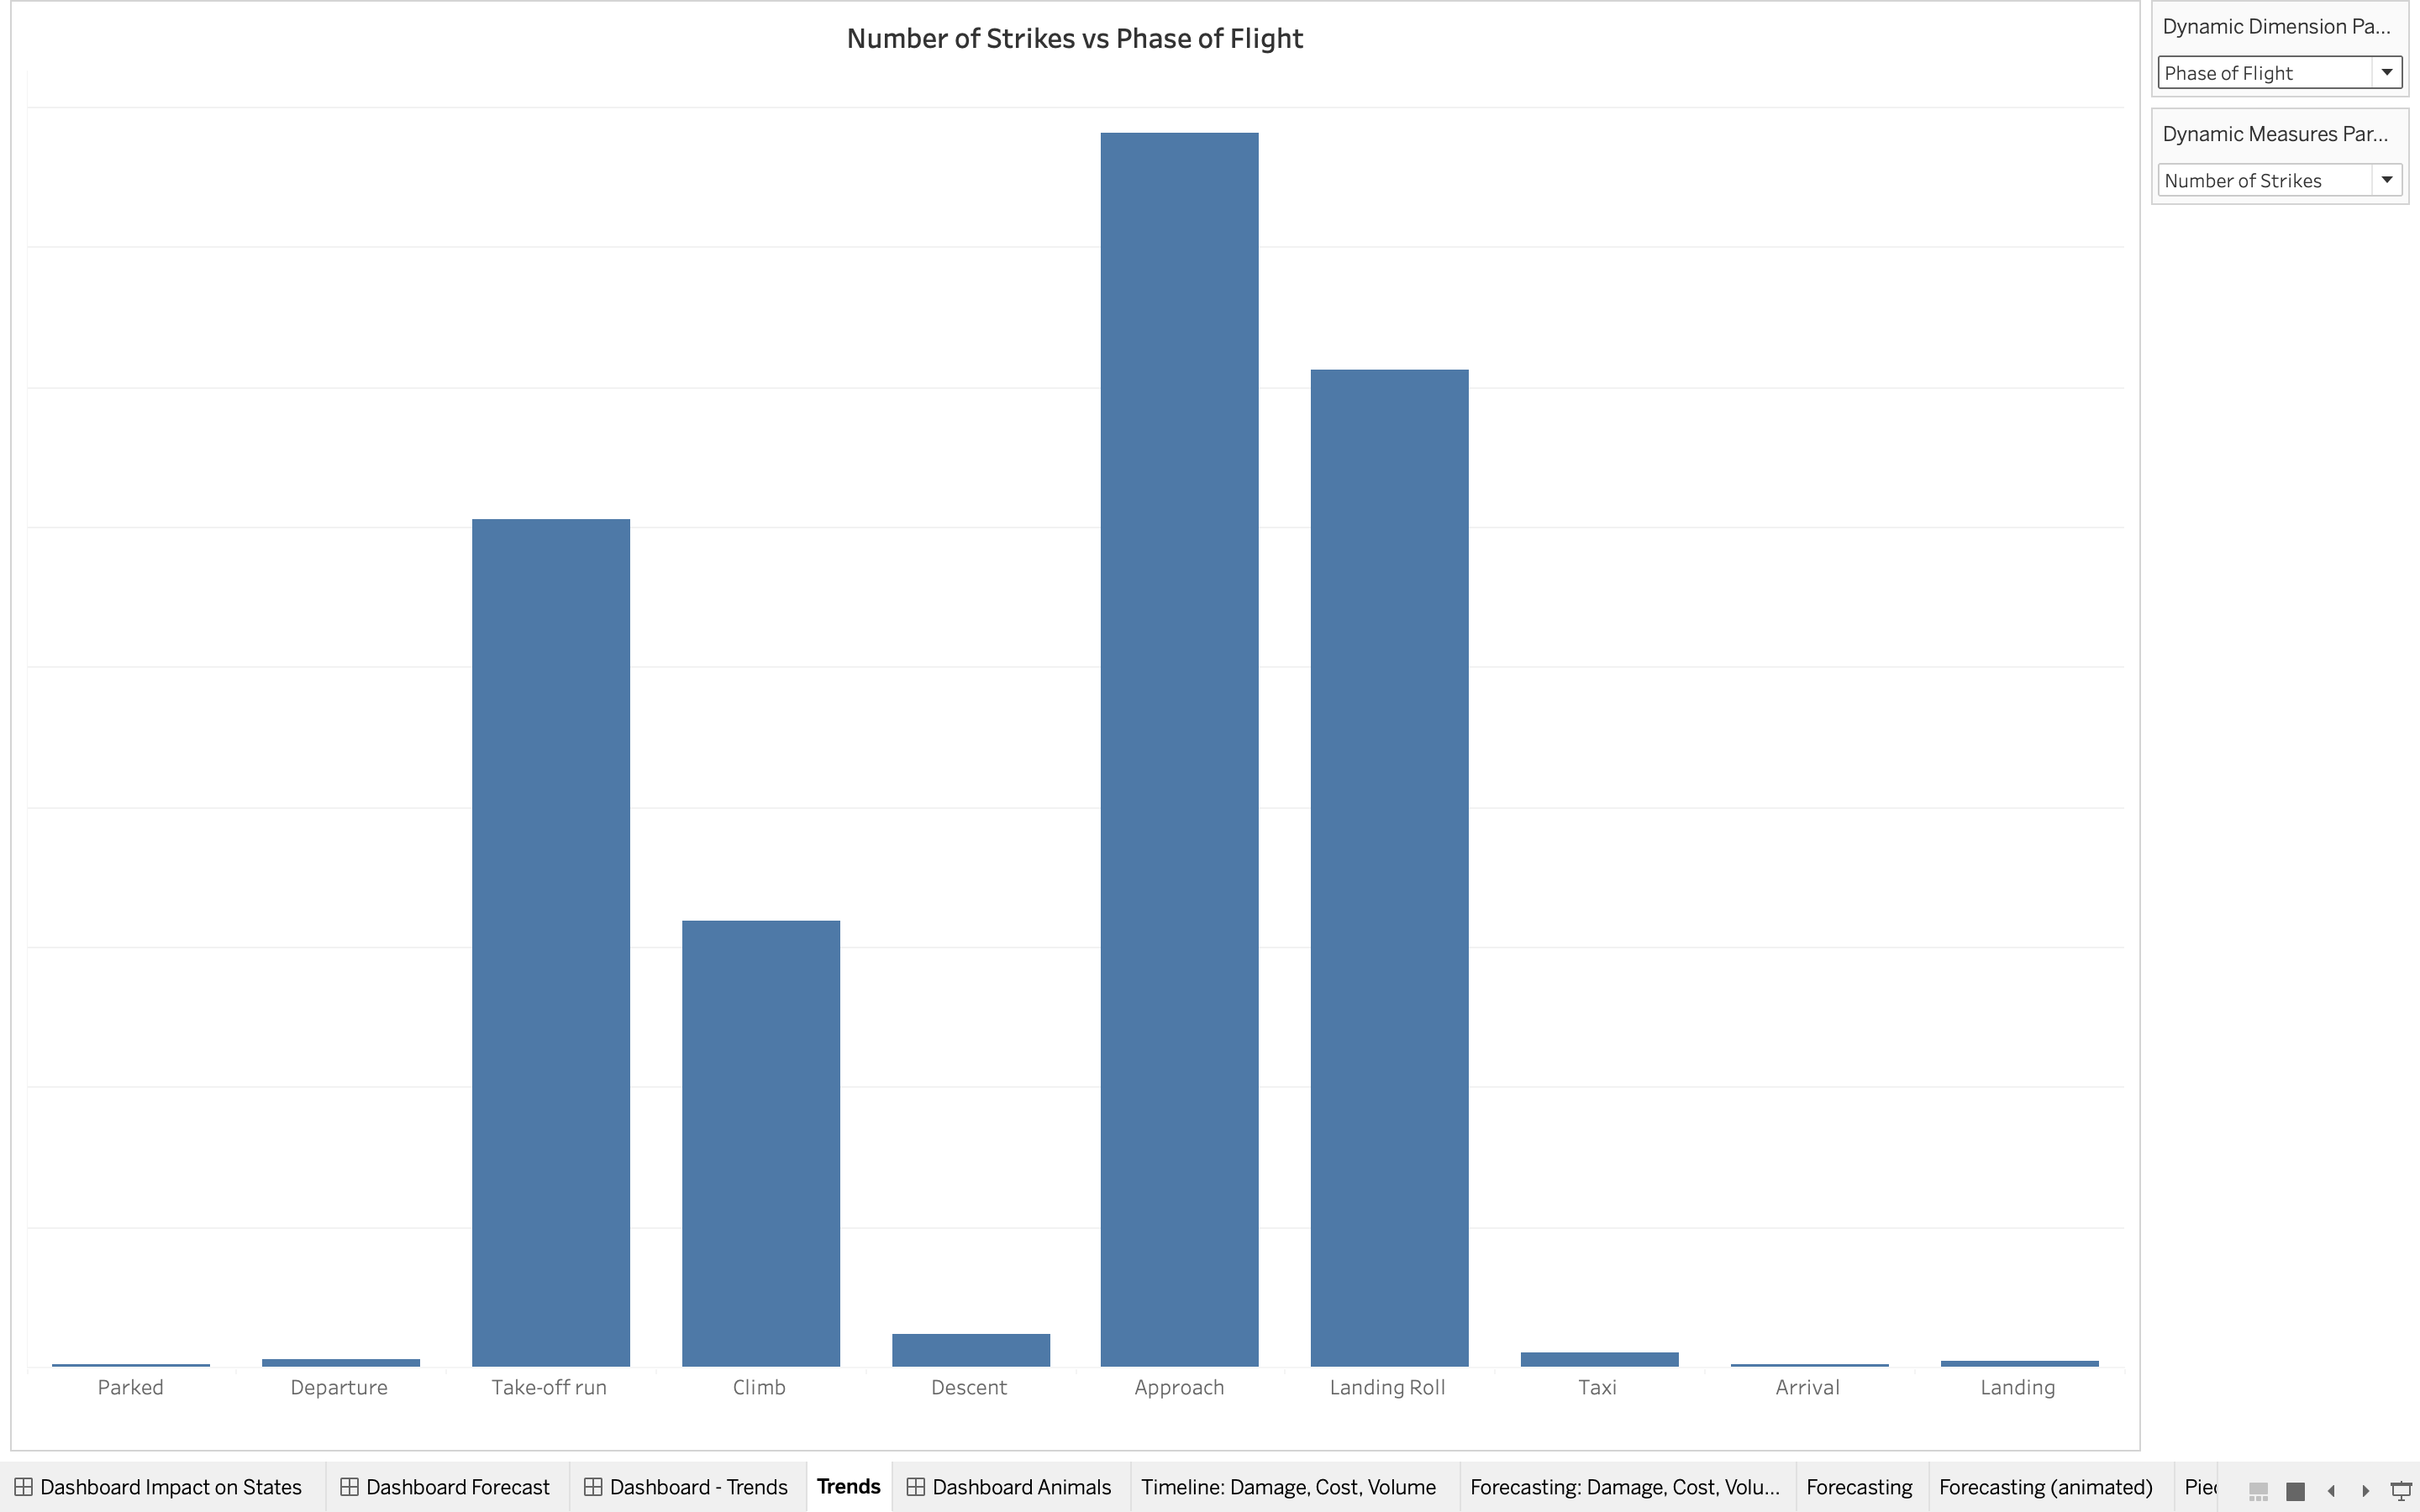 Number of Strikes vs Phase of Flight
Dynamic Dimension Pa...
Phase of Flight
Dynamic Measures Par...
Number of Strikes
Parked Departure Take-off run Climb Descent Approach Landing Roll Taxi Arrival Landing
Dashboard Impact on States Dashboard Forecast Dashboard - Trends Trends Dashboard Animals Timeline: Damage, Cost, Volume Forecasting: Damage, Cost, Volu... Forecasting Forecasting (animated)